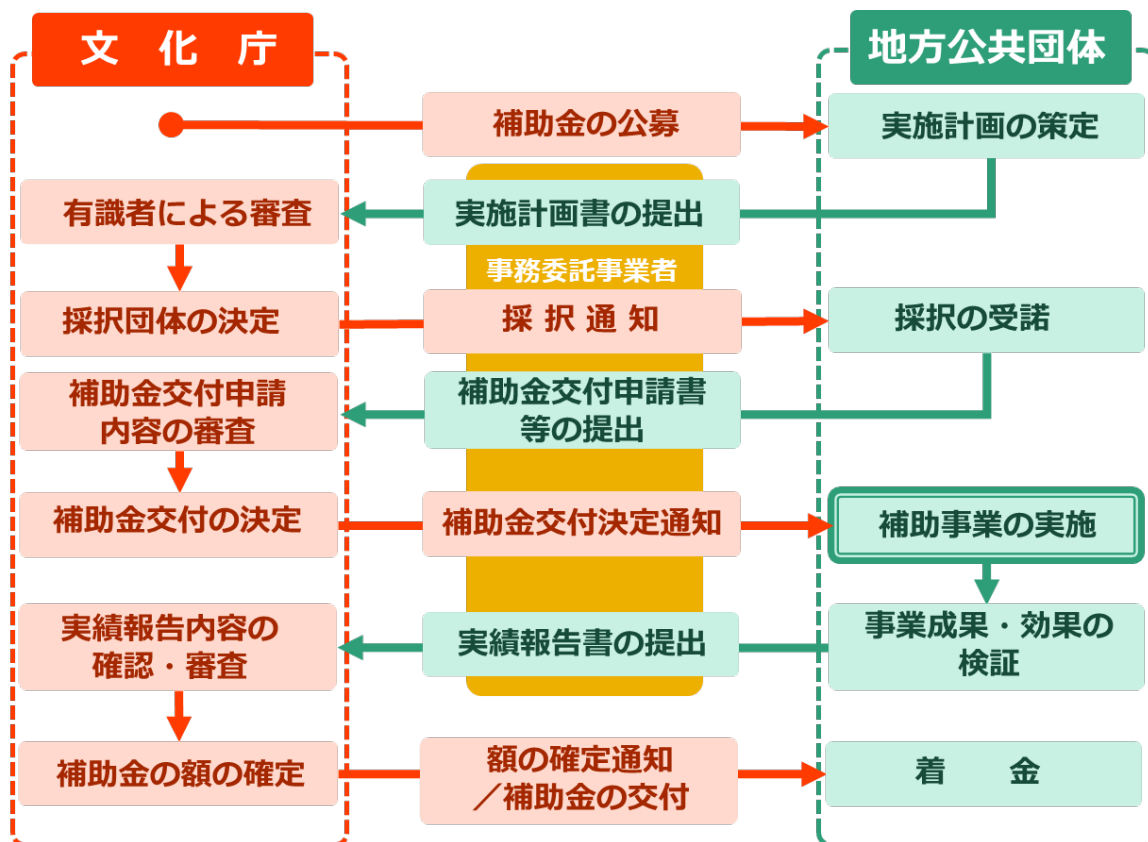 文 化 庁
地方公共団体
補助金の公募
実施計画の策定
有識者による審査
実施計画書の提出
事務委託事業者
採択団体の決定
採 択 通 知
採択の受諾
補助金交付申請
内容の審査
補助金交付申請書
等の提出
補助金交付の決定
補助金交付決定通知
補助事業の実施
実績報告内容の
確認・審査
実績報告書の提出
事業成果・効果の
検証
補助金の額の確定
額の確定通知
／補助金の交付
着 金